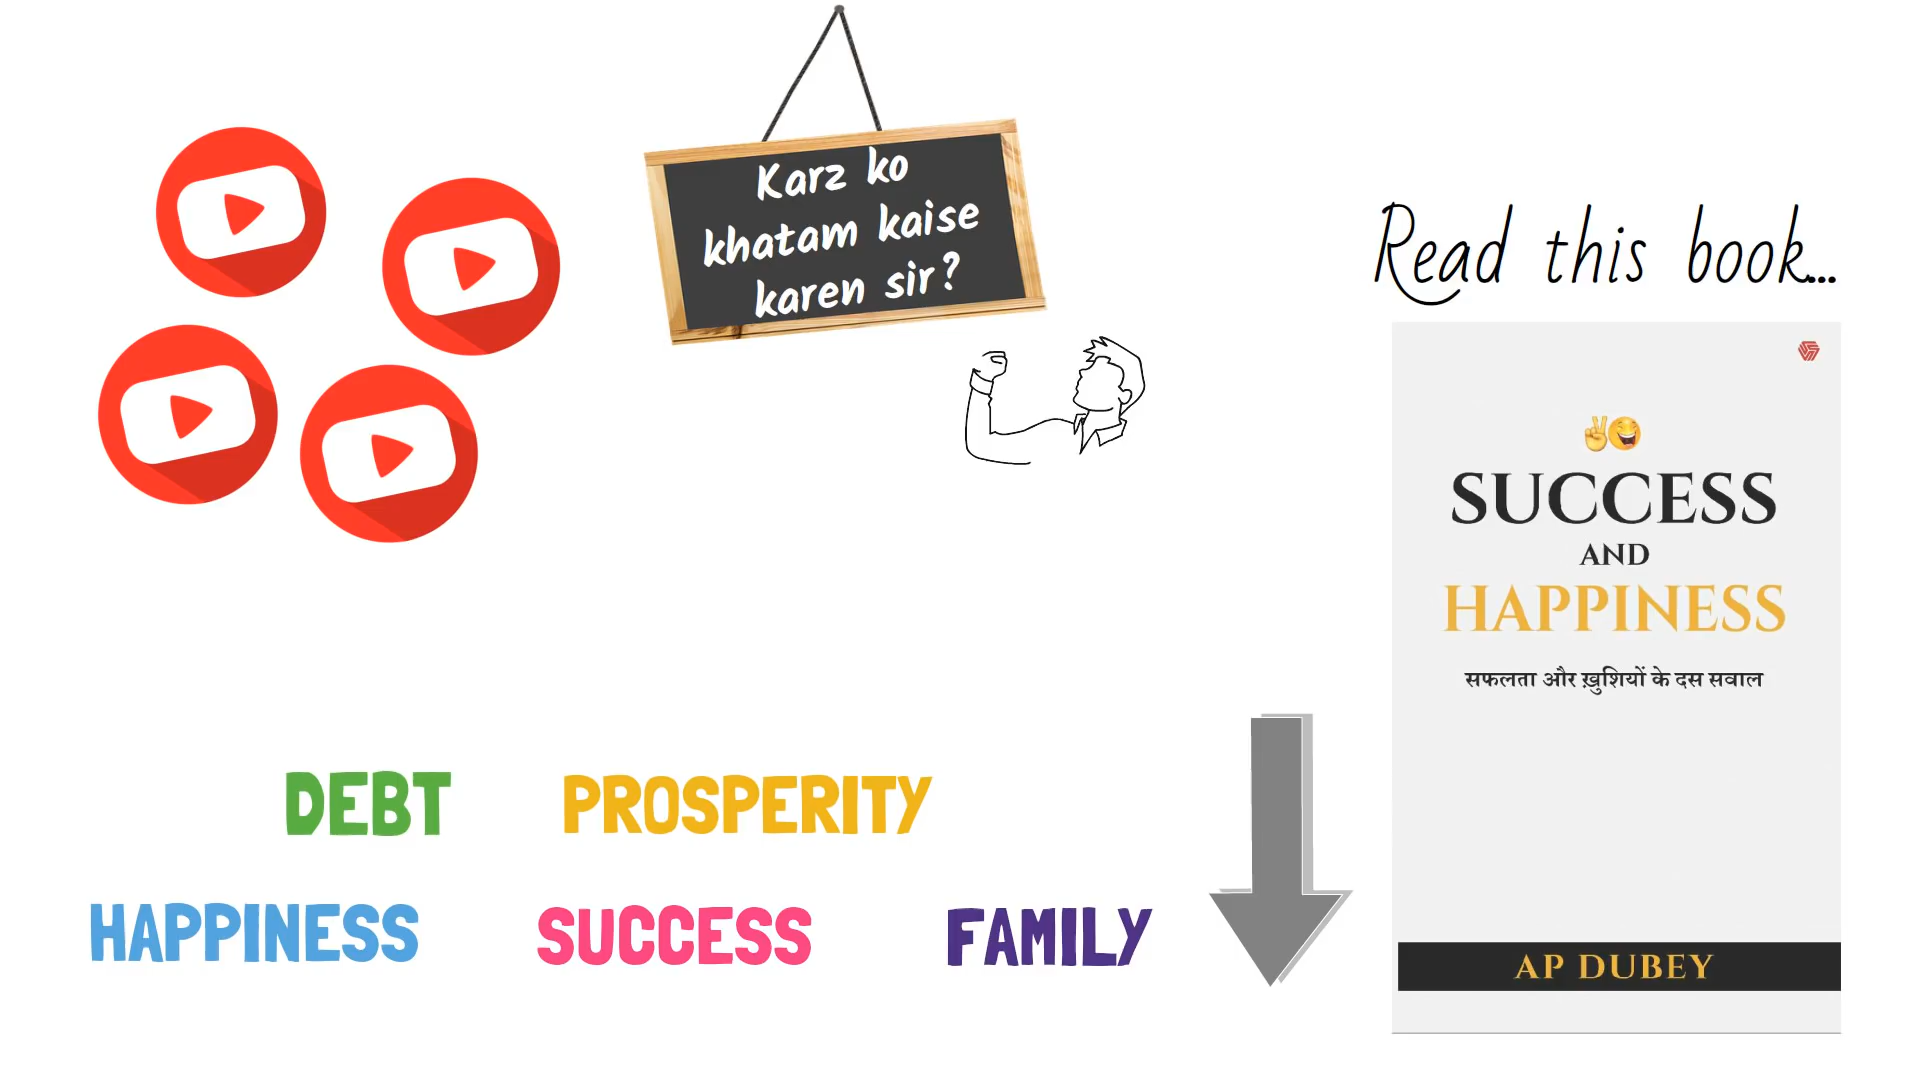 Karz ko
khatam kaise
karen sir?
Read this book...
SUCCESS
AND
HAPPINESS
सफलता और ख़ुशियों के दस सवाल
AP DUBEY
DEBT PROSPERITY
HAPPINESS SUCCESS FAMILY